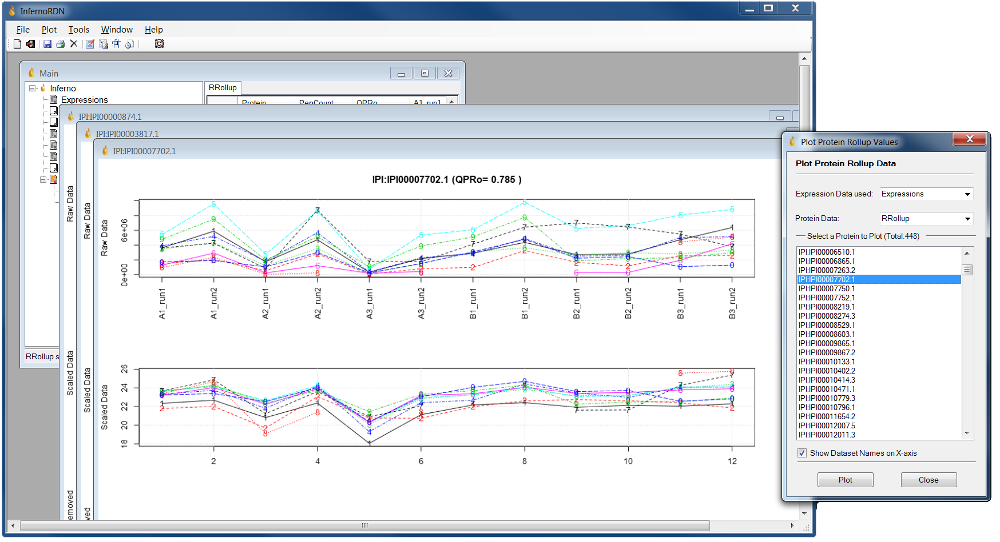 InfernoRDN
File Plot Tools Window Help
Main
Inferno
Expressions
RRollup
Protein PepCount QPRo A1_run1
IPI:IPI00000874.1
IPI:IPI00003817.1
IPI:IPI00007702.1
RRollup s
Raw Data
Scaled Data
emoved
Raw Data
Scaled Data
ved
IPI:IPI00007702.1 (QPRo= 0.785 )
Raw Data
6e+06
0e+00
A1_run1 A1_run2 A2_run1 A2_run2 A3_run1 A3_run2 B1_run1 B1_run2 B2_run1 B2_run2 B3_run1 B3_run2
Scaled Data
26
24
22
20
18
2 4 6 8 10 12
Plot Protein Rollup Values
Plot Protein Rollup Data
Expression Data used: Expressions
Protein Data: RRollup
Select a Protein to Plot (Total:448)
IPI:IPI00006510.1
IPI:IPI00006865.1
IPI:IPI00007263.2
IPI:IPI00007702.1
IPI:IPI00007750.1
IPI:IPI00007752.1
IPI:IPI00008219.1
IPI:IPI00008274.3
IPI:IPI00008529.1
IPI:IPI00008603.1
IPI:IPI00009865.1
IPI:IPI00009867.2
IPI:IPI00010133.1
IPI:IPI00010402.2
IPI:IPI00010414.3
IPI:IPI00010471.1
IPI:IPI00010779.3
IPI:IPI00010796.1
IPI:IPI00011654.2
IPI:IPI00012007.5
IPI:IPI00012011.3
Show Dataset Names on X-axis
Plot Close